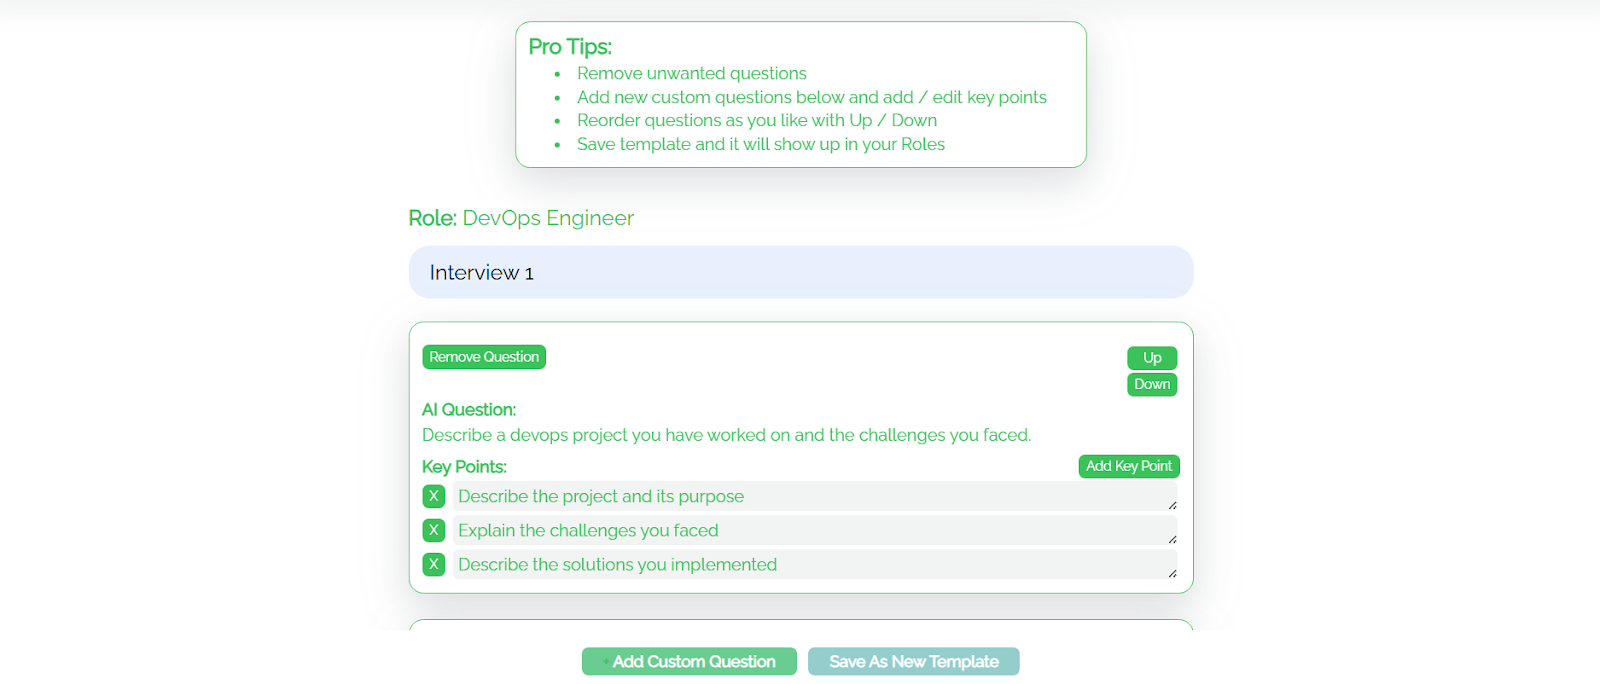 Pro Tips:
• Remove unwanted questions
• Add new custom questions below and add / edit key points
• Reorder questions as you like with Up / Down
• Save template and it will show up in your Roles
Role: DevOps Engineer
Interview 1
Remove Question
Up
Down
AI Question:
Describe a devops project you have worked on and the challenges you faced.
Key Points:
Add Key Point
X Describe the project and its purpose
X Explain the challenges you faced
X Describe the solutions you implemented
+ Add Custom Question
Save As New Template